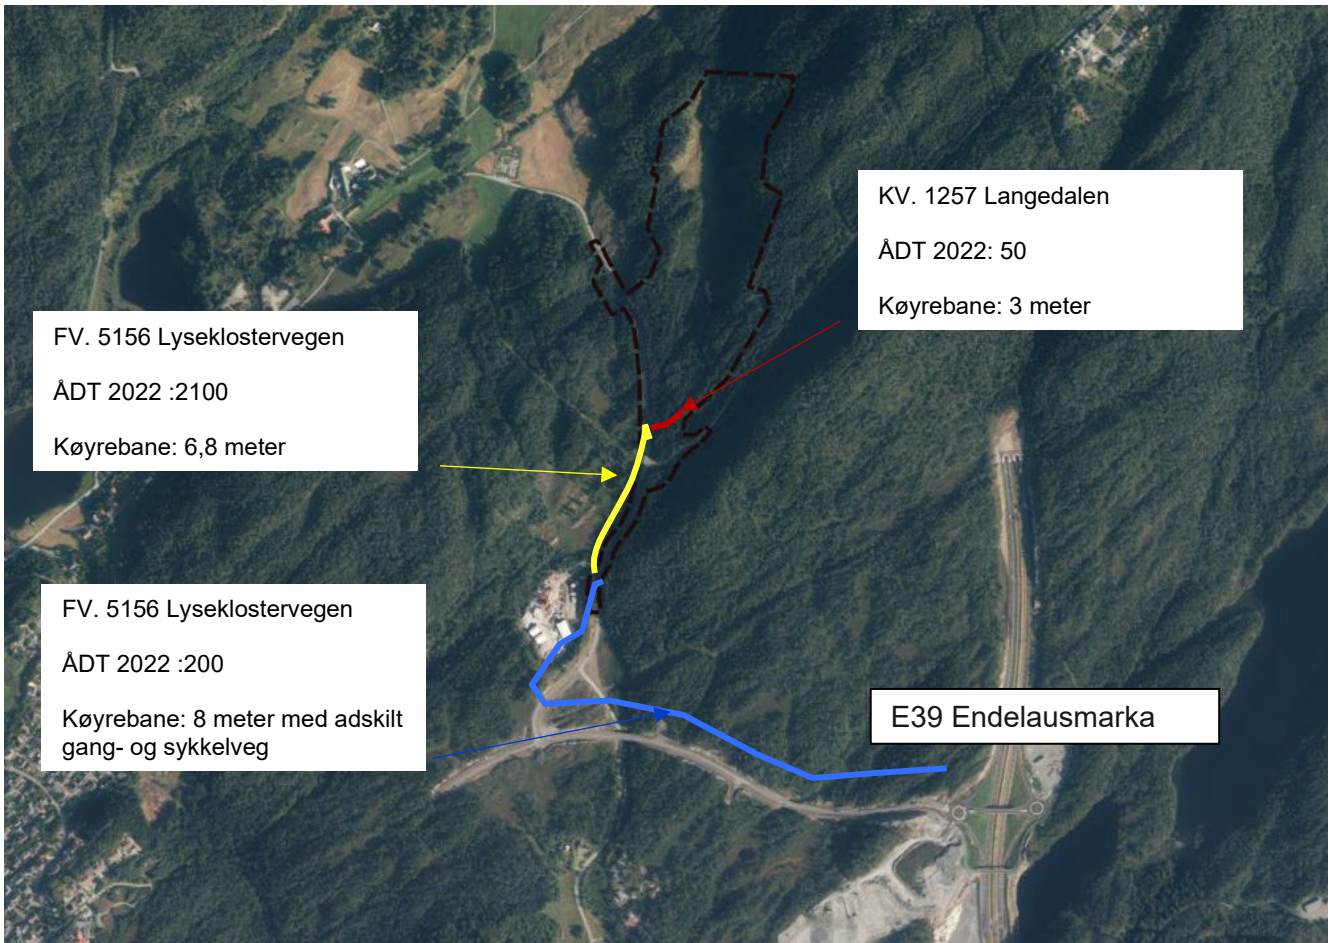 KV. 1257 Langedalen
ÅDT 2022: 50
Køyrebane: 3 meter
FV. 5156 Lyseklostervegen
ÅDT 2022 :2100
Køyrebane: 6,8 meter
FV. 5156 Lyseklostervegen
ÅDT 2022 :200
Køyrebane: 8 meter med adskilt
gang- og sykkelveg
E39 Endelausmarka